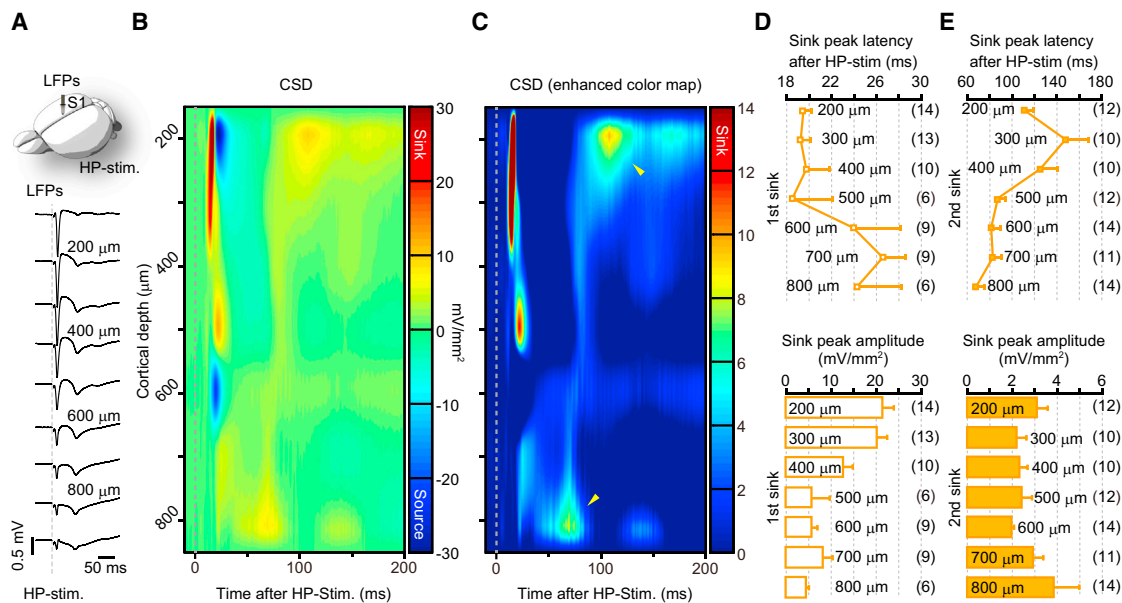 A
LFPs
S1
HP-stim.
LFPs
200 µm
400 µm
600 µm
800 µm
0.5 mV
50 ms
HP-stim.
B
CSD
Cortical depth (µm)
200
400
600
800
0
100
200
Time after HP-Stim. (ms)
30
20
10
0
-10
-20
-30
Sink
Source
mV/mm²
C
CSD (enhanced color map)
0
100
200
Time after HP-Stim. (ms)
14
12
10
8
6
4
2
0
Sink
D
Sink peak latency
after HP-stim (ms)
18 22 26 30
1st sink
200 µm (14)
300 µm (13)
400 µm (10)
500 µm (6)
600 µm (9)
700 µm (9)
800 µm (6)
Sink peak amplitude
(mV/mm²)
0 10 20 30
1st sink
200 µm (14)
300 µm (13)
400 µm (10)
500 µm (6)
600 µm (9)
700 µm (9)
800 µm (6)
E
Sink peak latency
after HP-stim (ms)
60 100 140 180
2nd sink
200 µm (12)
300 µm (10)
400 µm (10)
500 µm (12)
600 µm (14)
700 µm (11)
800 µm (14)
Sink peak amplitude
(mV/mm²)
0 2 4 6
2nd sink
200 µm (12)
300 µm (10)
400 µm (10)
500 µm (12)
600 µm (14)
700 µm (11)
800 µm (14)